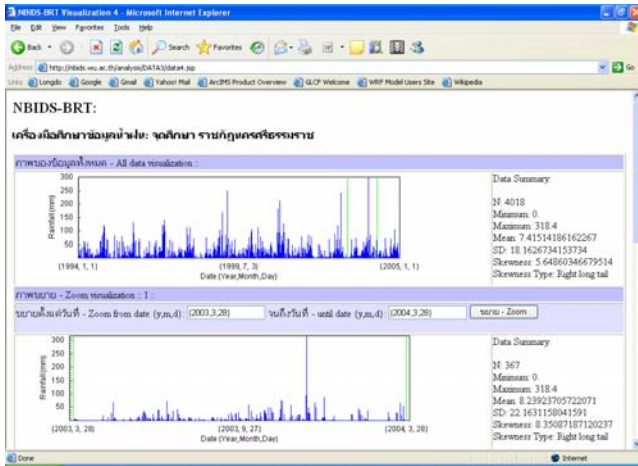 NBIDS-BRT Visualization 4 - Microsoft Internet Explorer
File Edit View Favorites Tools Help
Back Search Favorites
Address http://nbids.wu.ac.th/analysis/DATA3/data4.jsp Go
Links Longdo Google Gmail Yahoo! Mail ArcIMS Product Overview GLCF Welcome WRF Model Users Site Wikipedia
NBIDS-BRT:
เครื่องมือศึกษาข้อมูลน้ำฝน: จุดศึกษา ราชภัฏนครศรีธรรมราช
ภาพของข้อมูลทั้งหมด - All data visualization ::
300
250
200
150
100
50
Rainfall(mm)
(1994, 1, 1) (1999, 7, 3) (2005, 1, 1)
Date (Year,Month,Day)
Data Summary
N: 4018
Minimum: 0.
Maximum: 318.4
Mean: 7.41514186162267
SD: 18.1626734153734
Skewness: 5.64860346679514
Skewness Type: Right long tail
ภาพขยาย - Zoom visualization :: 1 ::
ขยายตั้งแต่วันที่ - Zoom from date (y,m,d): (2003,3,28) จนถึงวันที่ - until date (y,m,d): (2004,3,28) ขยาย - Zoom
300
250
200
150
100
50
Rainfall(mm)
(2003, 3, 28) (2003, 9, 27) (2004, 3, 28)
Date (Year,Month,Day)
Data Summary
N: 367
Minimum: 0.
Maximum: 318.4
Mean: 8.23923705722071
SD: 22.1631158041591
Skewness: 8.35087187120237
Skewness Type: Right long tail
Done Internet